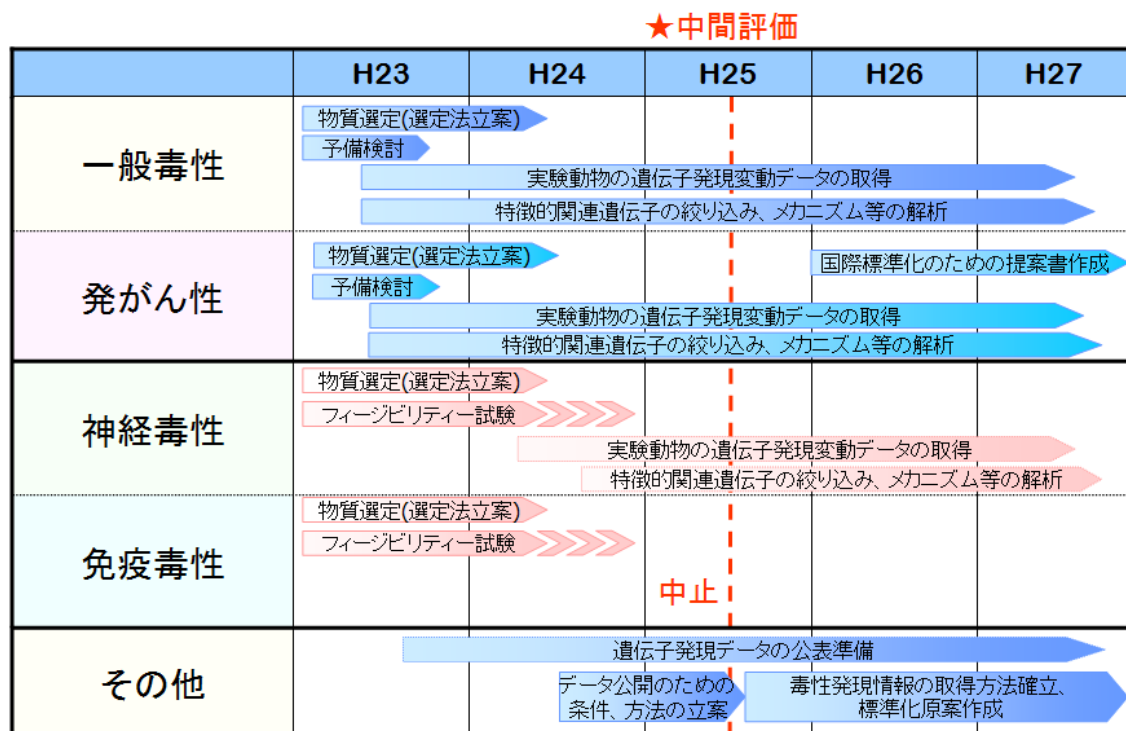 ★中間評価
H23 H24 H25 H26 H27
一般毒性
物質選定(選定法立案)
予備検討
実験動物の遺伝子発現変動データの取得
特徴的関連遺伝子の絞り込み、メカニズム等の解析
発がん性
物質選定(選定法立案)
国際標準化のための提案書作成
予備検討
実験動物の遺伝子発現変動データの取得
特徴的関連遺伝子の絞り込み、メカニズム等の解析
神経毒性
物質選定(選定法立案)
フィージビリティー試験
実験動物の遺伝子発現変動データの取得
特徴的関連遺伝子の絞り込み、メカニズム等の解析
免疫毒性
物質選定(選定法立案)
フィージビリティー試験
中止
その他
遺伝子発現データの公表準備
データ公開のための
条件、方法の立案
毒性発現情報の取得方法確立、
標準化原案作成